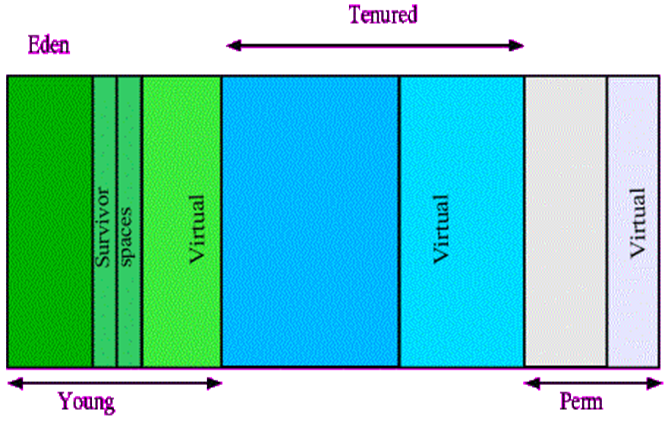 Tenured
Eden
Survivor
spaces
Virtual
Virtual
Virtual
Young
Perm